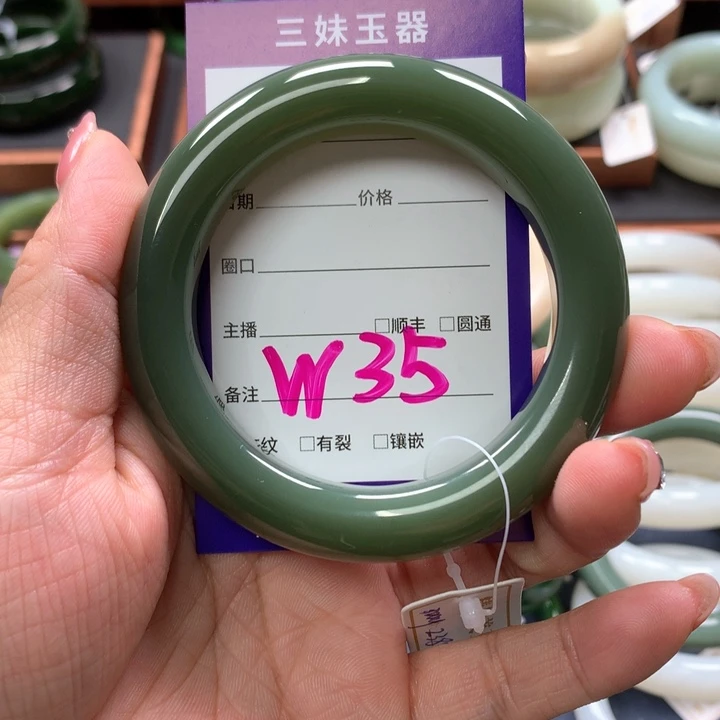 三妹玉器
期 价格
圈口
主播 □顺丰 □圆通
备注 W35
纹 □有裂 □镶嵌